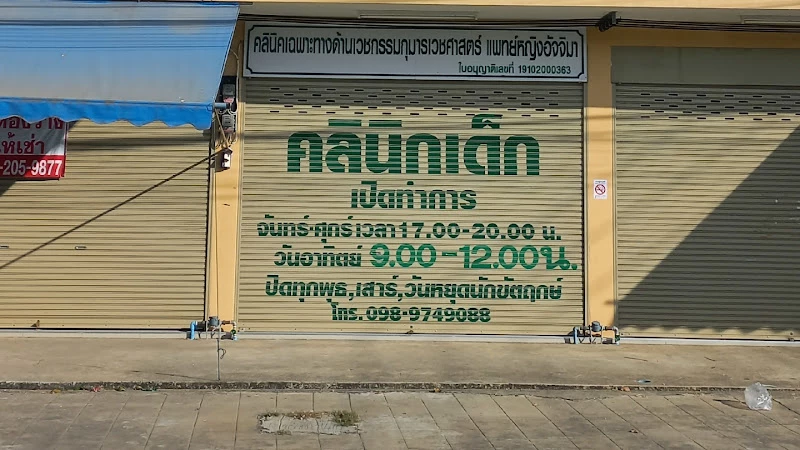 คลินิคเฉพาะทางด้านเวชกรรมกุมารเวชศาสตร์ แพทย์หญิงอัจจิมา
ใบอนุญาติเลขที่ 19102000363
ให้เช่า
-205-9877
คลินิกเด็ก
เปิดทำการ
จันทร์-ศุกร์ เวลา 17.00-20.00 น.
วันอาทิตย์ 9.00-12.00 น.
ปิดทุกพุธ,เสาร์,วันหยุดนักขัตฤกษ์
โทร. 098-9749088